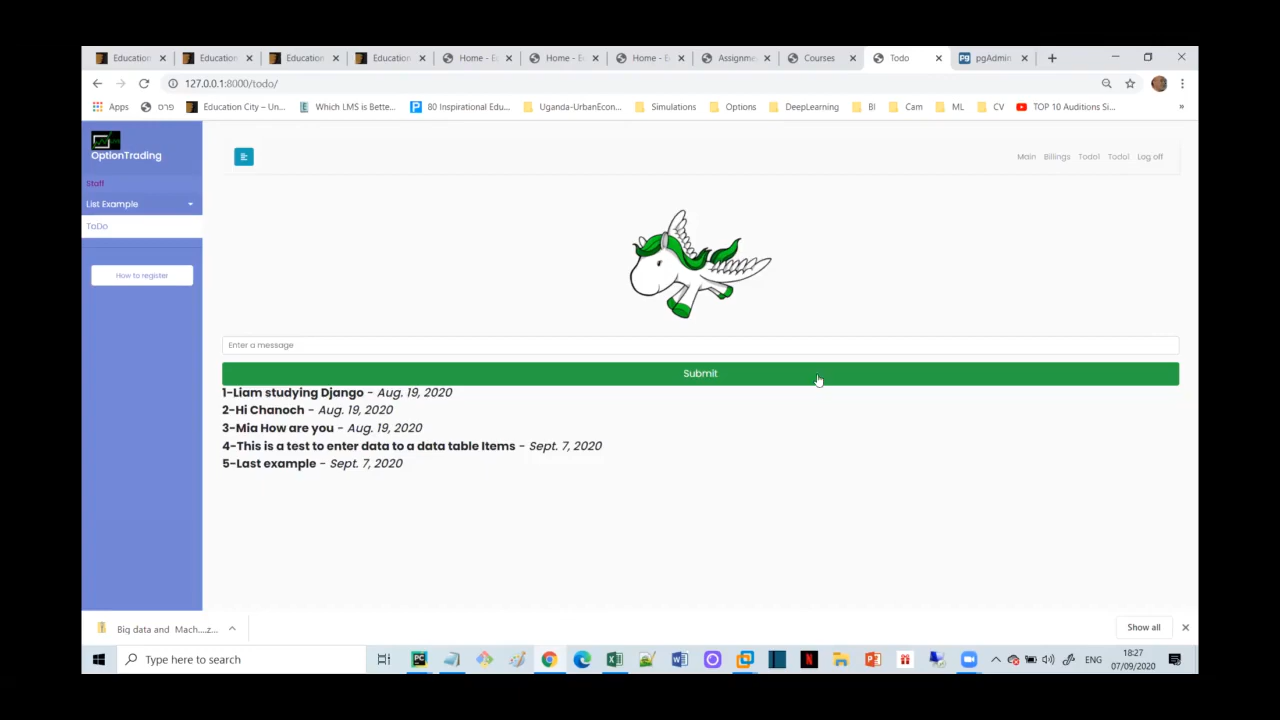 Education
Education
Education
Education
Home - E
Home - E
Home - E
Assignme
Courses
Todo
pgAdmin
127.0.0.1:8000/todo/
Apps
פרס
Education City – Un...
Which LMS is Bette...
80 Inspirational Edu...
Uganda-UrbanEcon...
Simulations
Options
DeepLearning
BI
Cam
ML
CV
TOP 10 Auditions Si...
»
OptionTrading
Staff
List Example
ToDo
How to register
Main
Billings
Todo1
Todo1
Log off
Enter a message
Submit
1-Liam studying Django – Aug. 19, 2020
2-Hi Chanoch – Aug. 19, 2020
3-Mia How are you – Aug. 19, 2020
4-This is a test to enter data to a data table Items – Sept. 7, 2020
5-Last example – Sept. 7, 2020
Big data and Mach....z...
Show all
Type here to search
ENG
18:27
07/09/2020